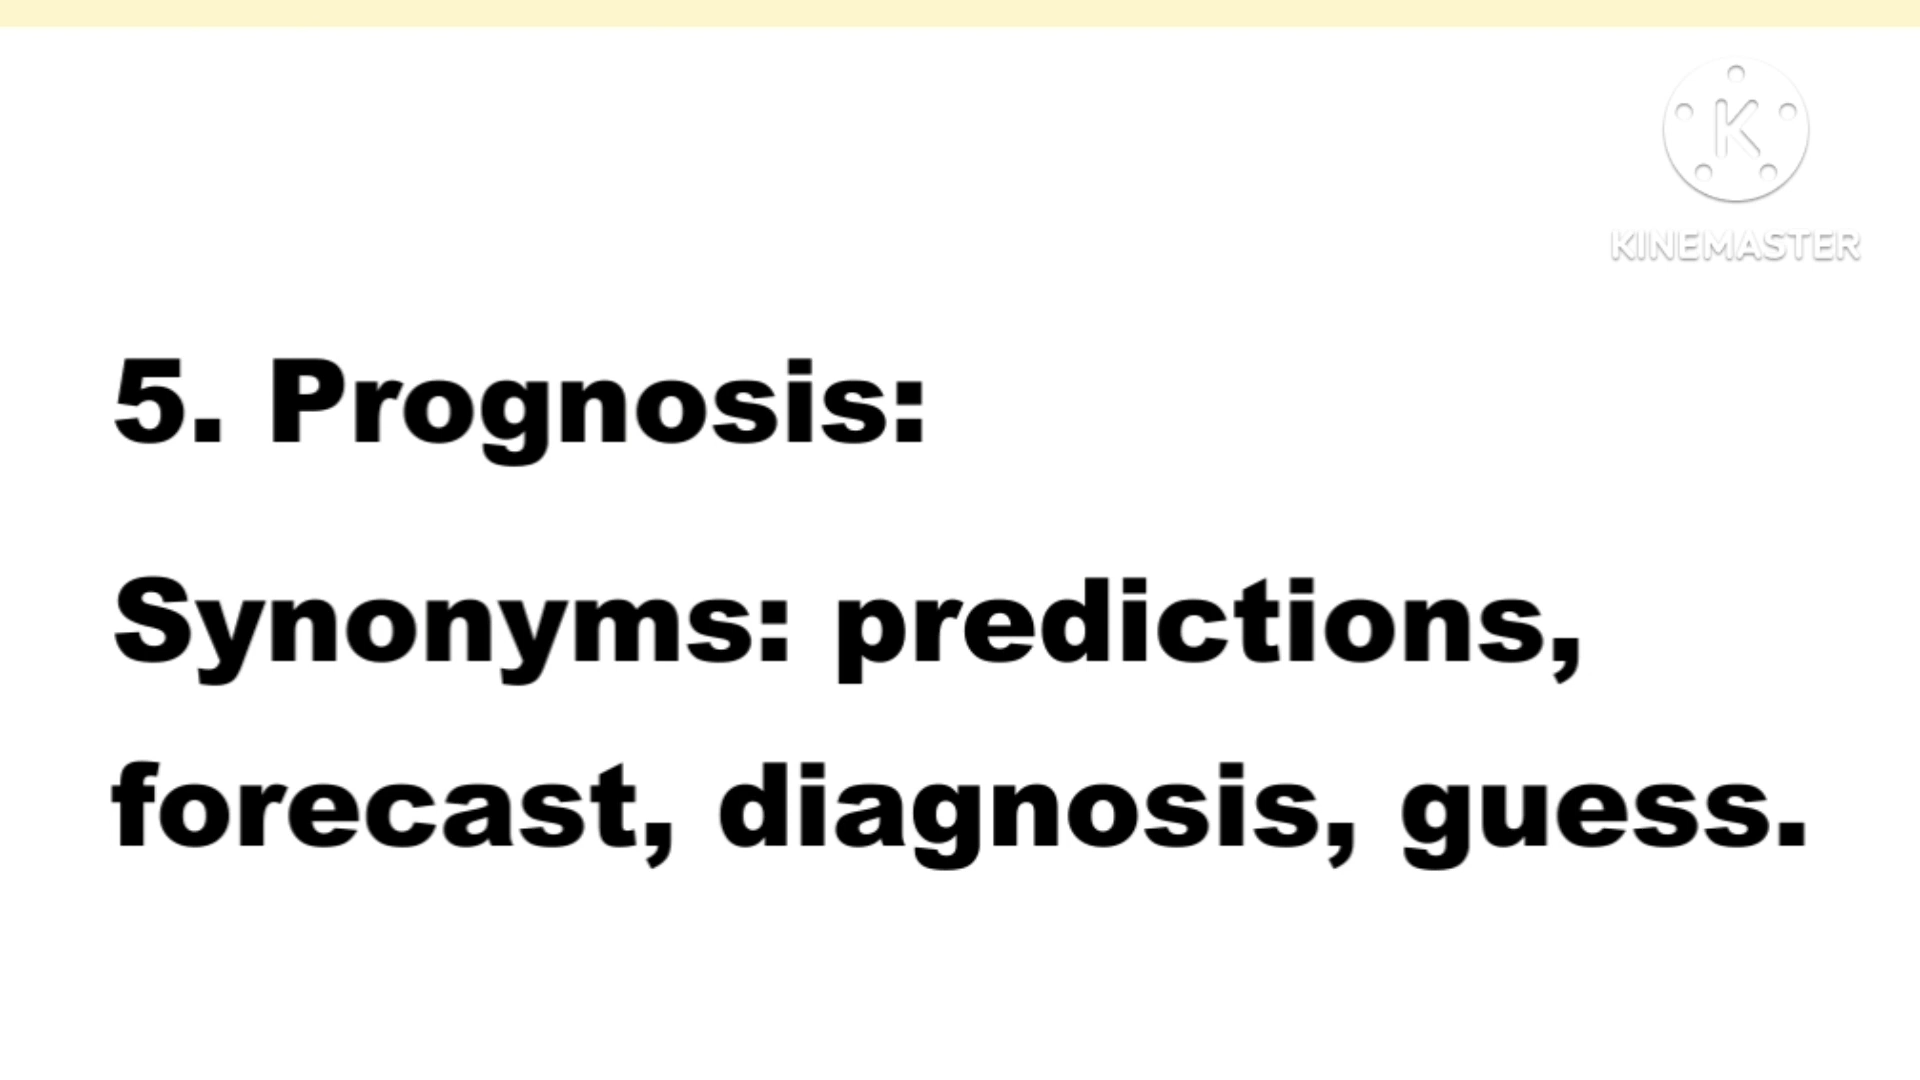 K
KINEMASTER
5. Prognosis:
Synonyms: predictions,
forecast, diagnosis, guess.